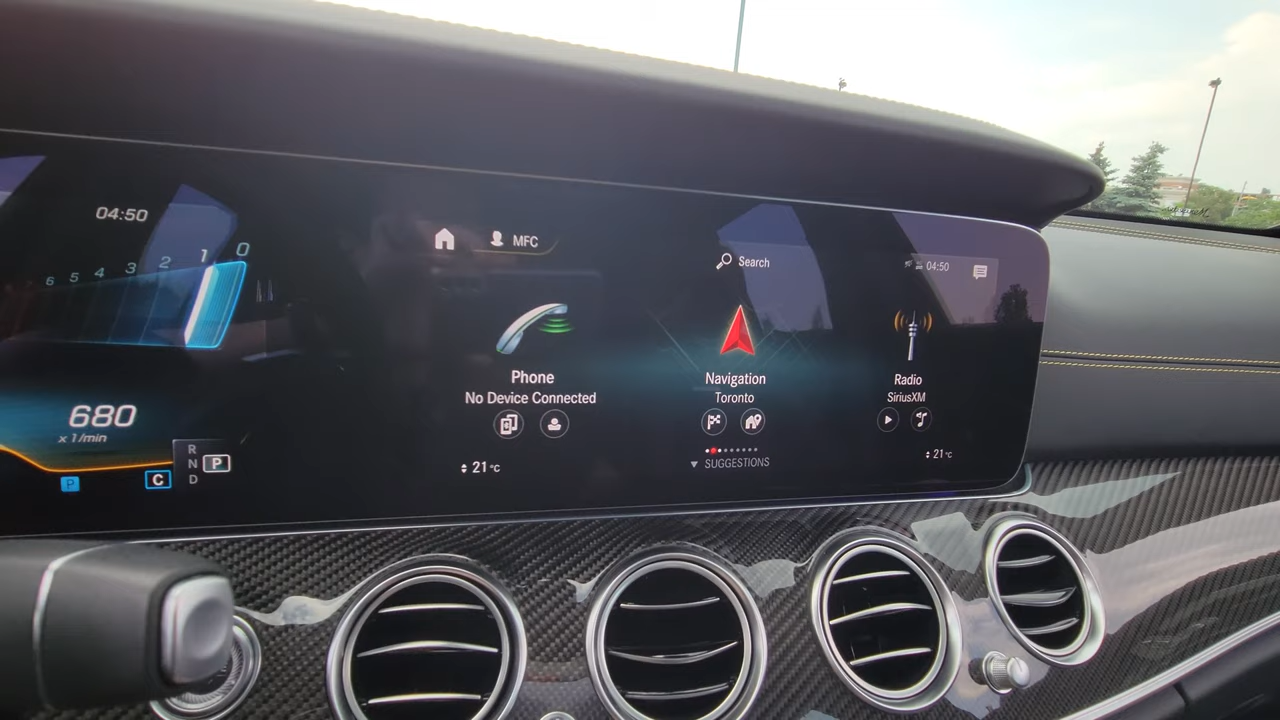 04:50
6 5 4 3 2 1 0
680
x 1/min
P
C
R
N
D
P
MFC
Search
04:50
Phone
No Device Connected
Navigation
Toronto
Radio
SiriusXM
21°C
SUGGESTIONS
21°C